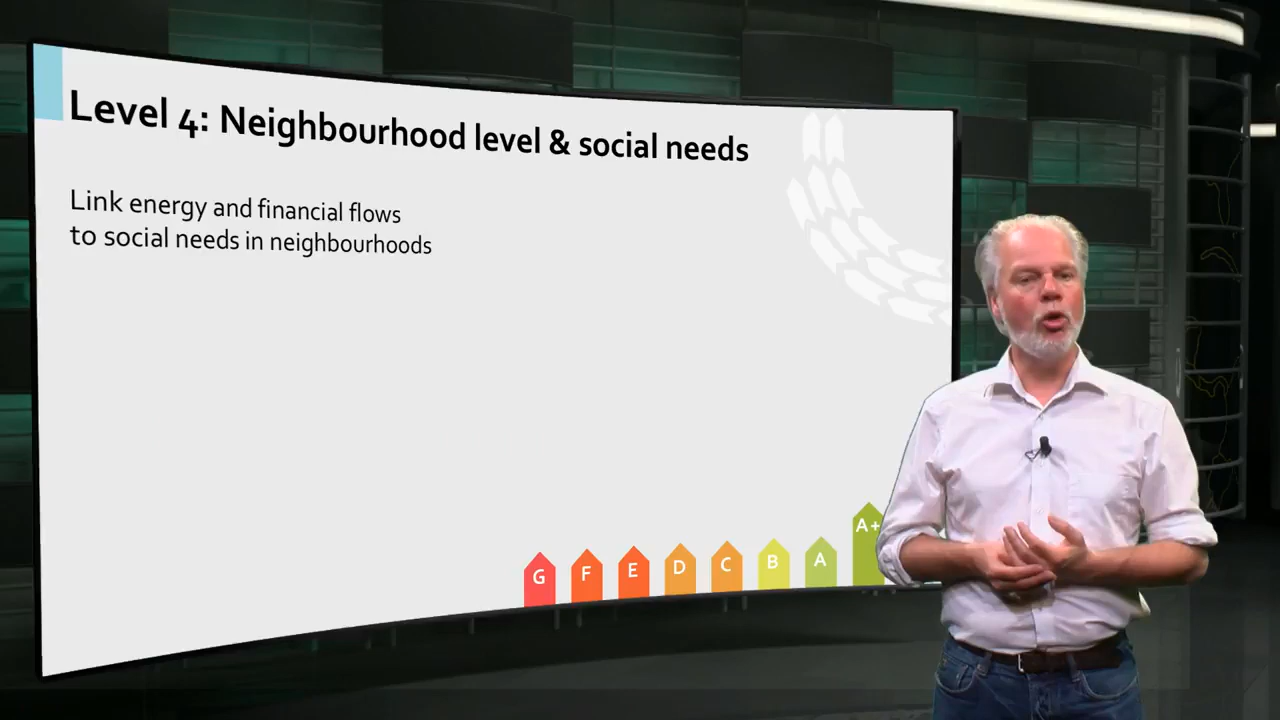 Level 4: Neighbourhood level & social needs
Link energy and financial flows
to social needs in neighbourhoods
G F E D C B A A+